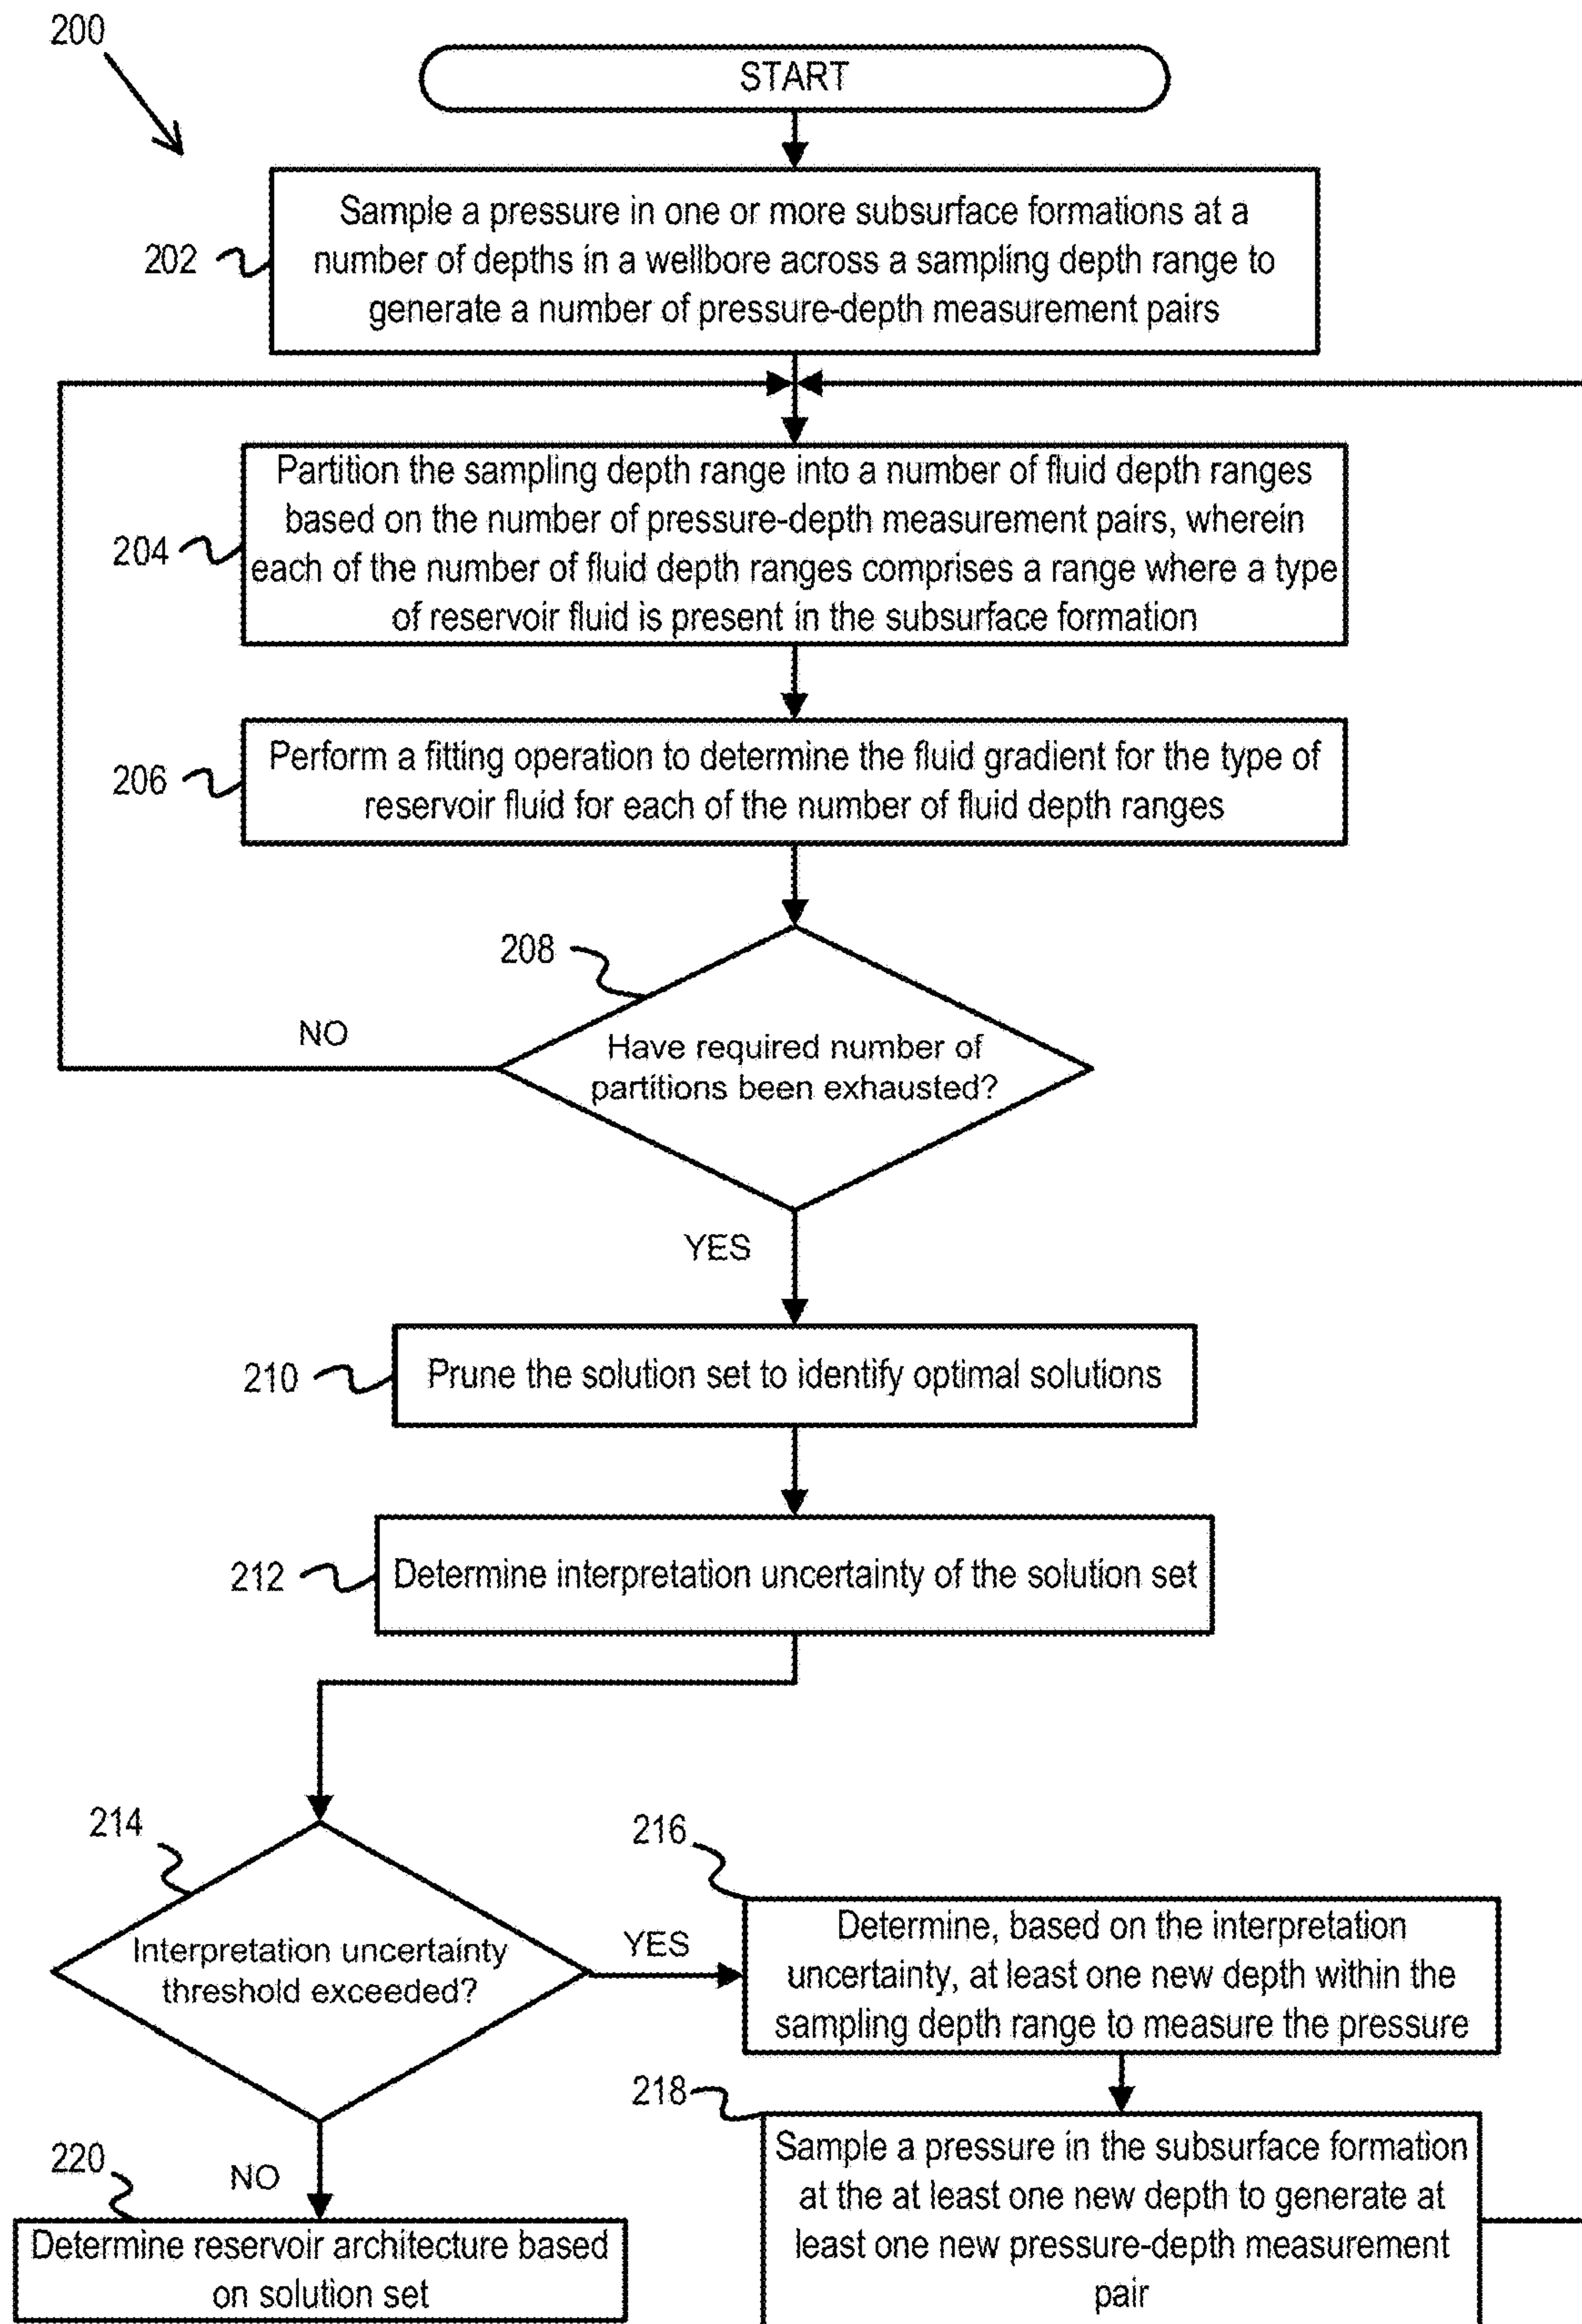 200
START
202
Sample a pressure in one or more subsurface formations at a
number of depths in a wellbore across a sampling depth range to
generate a number of pressure-depth measurement pairs
204
Partition the sampling depth range into a number of fluid depth ranges
based on the number of pressure-depth measurement pairs, wherein
each of the number of fluid depth ranges comprises a range where a type
of reservoir fluid is present in the subsurface formation
206
Perform a fitting operation to determine the fluid gradient for the type of
reservoir fluid for each of the number of fluid depth ranges
208
NO
Have required number of
partitions been exhausted?
YES
210
Prune the solution set to identify optimal solutions
212
Determine interpretation uncertainty of the solution set
214
Interpretation uncertainty
threshold exceeded?
YES
216
Determine, based on the interpretation
uncertainty, at least one new depth within the
sampling depth range to measure the pressure
218
Sample a pressure in the subsurface formation
at the at least one new depth to generate at
least one new pressure-depth measurement
pair
NO
220
Determine reservoir architecture based
on solution set